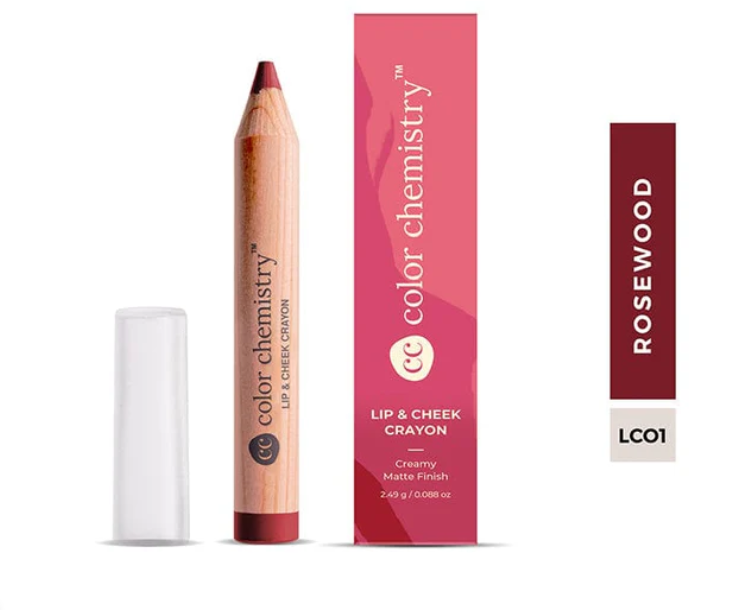 cc color chemistry™
LIP & CHEEK CRAYON
cc color chemistry™
LIP & CHEEK
CRAYON
Creamy
Matte Finish
2.49 g / 0.088 oz
ROSEWOOD
LC01